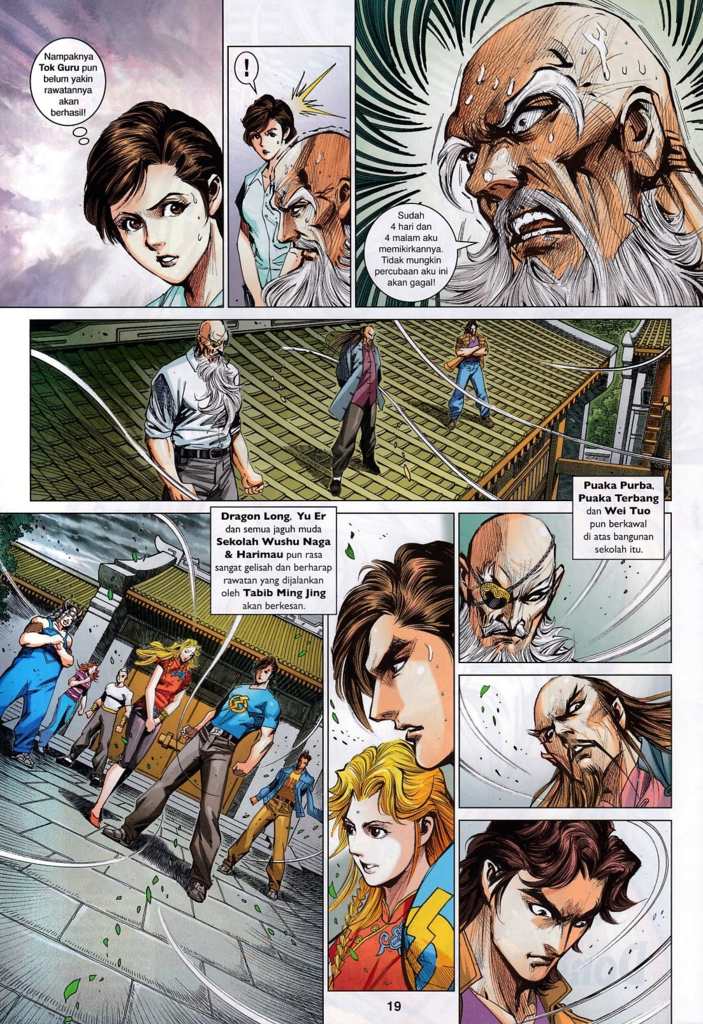 Nampaknya
Tok Guru pun
belum yakin
rawatannya
akan
berhasil!
!
Sudah
4 hari dan
4 malam aku
memikirkannya.
Tidak mungkin
percubaan aku ini
akan gagal!
Puaka Purba,
Puaka Terbang
dan Wei Tuo
pun berkawal
di atas bangunan
sekolah itu.
Dragon Long, Yu Er
dan semua jaguh muda
Sekolah Wushu Naga
& Harimau pun rasa
sangat gelisah dan berharap
rawatan yang dijalankan
oleh Tabib Ming Jing
akan berkesan.
19